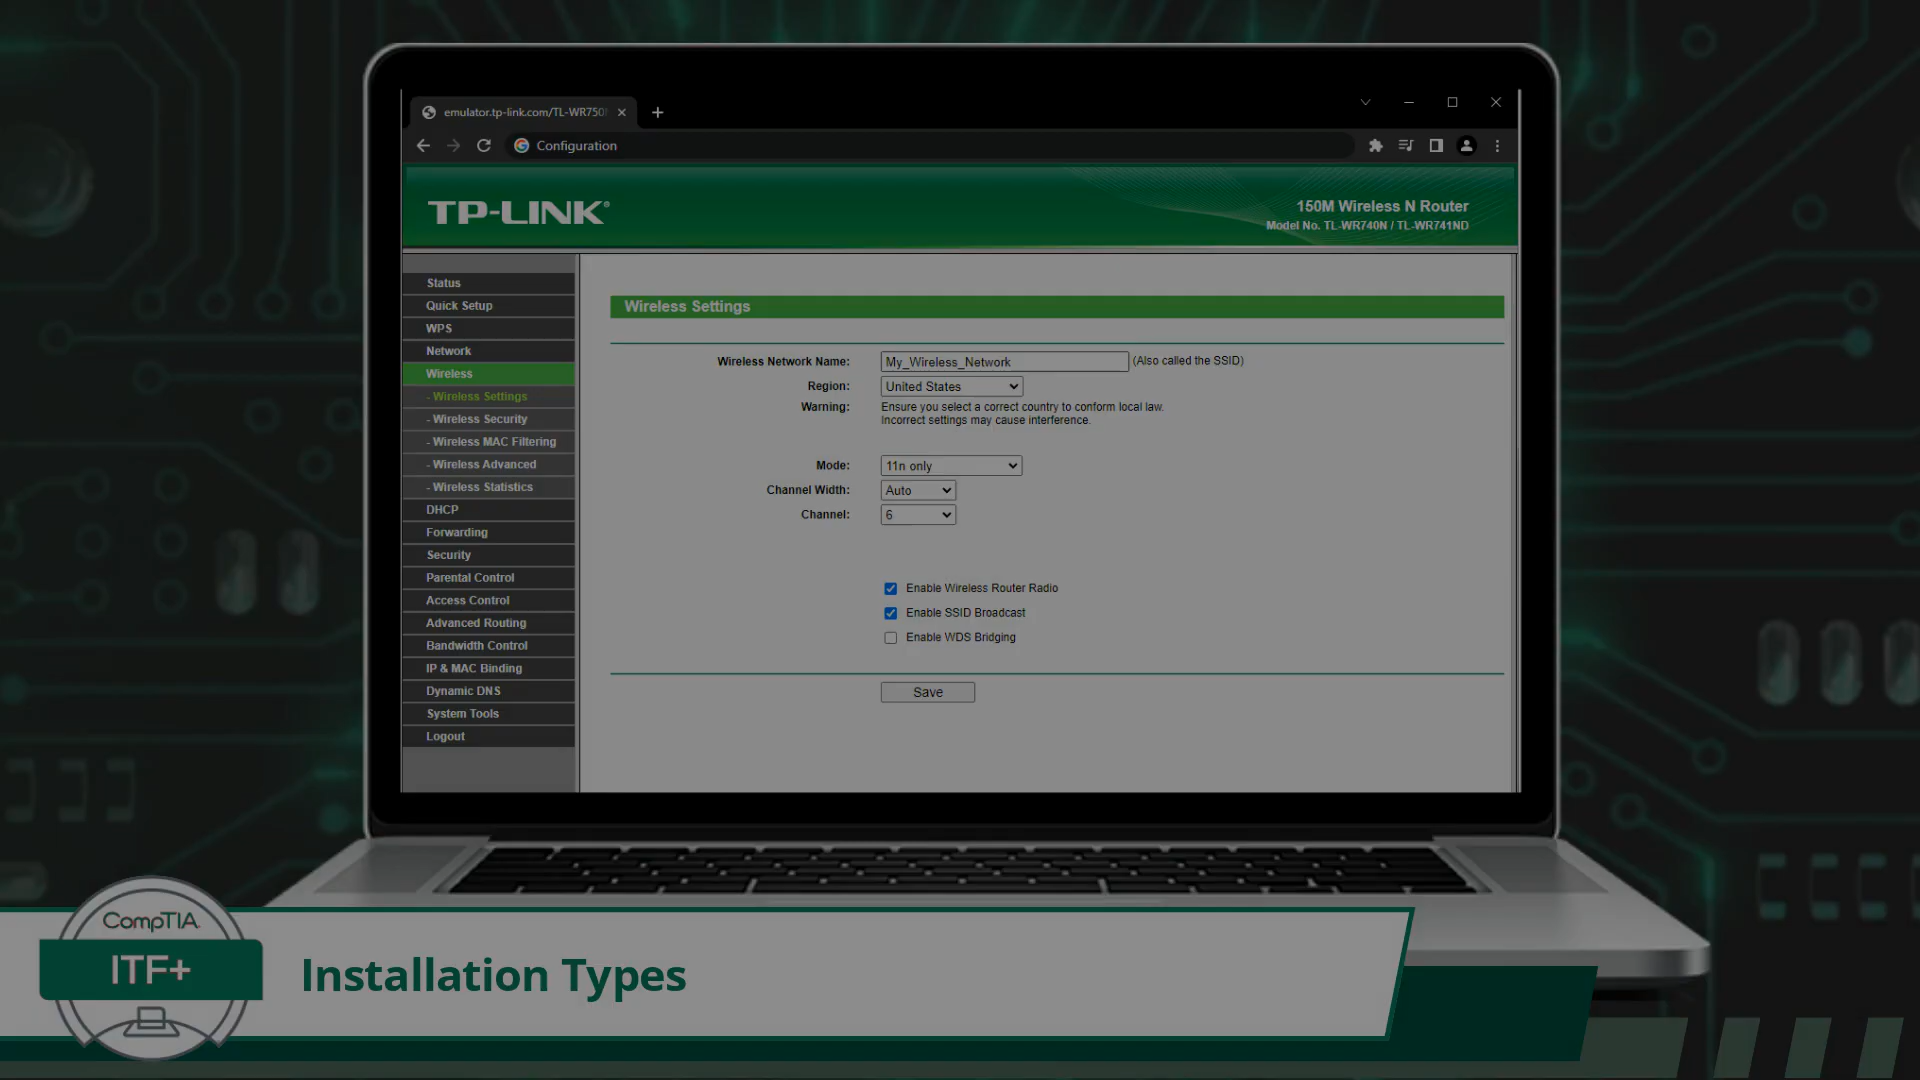 emulator.tp-link.com/TL-WR750
Configuration
TP-LINK®
150M Wireless N Router
Model No. TL-WR740N / TL-WR741ND
Status
Quick Setup
WPS
Network
Wireless
- Wireless Settings
- Wireless Security
- Wireless MAC Filtering
- Wireless Advanced
- Wireless Statistics
DHCP
Forwarding
Security
Parental Control
Access Control
Advanced Routing
Bandwidth Control
IP & MAC Binding
Dynamic DNS
System Tools
Logout
Wireless Settings
Wireless Network Name: My_Wireless_Network (Also called the SSID)
Region: United States
Warning: Ensure you select a correct country to conform local law.
Incorrect settings may cause interference.
Mode: 11n only
Channel Width: Auto
Channel: 6
Enable Wireless Router Radio
Enable SSID Broadcast
Enable WDS Bridging
Save
CompTIA.
ITF+
Installation Types